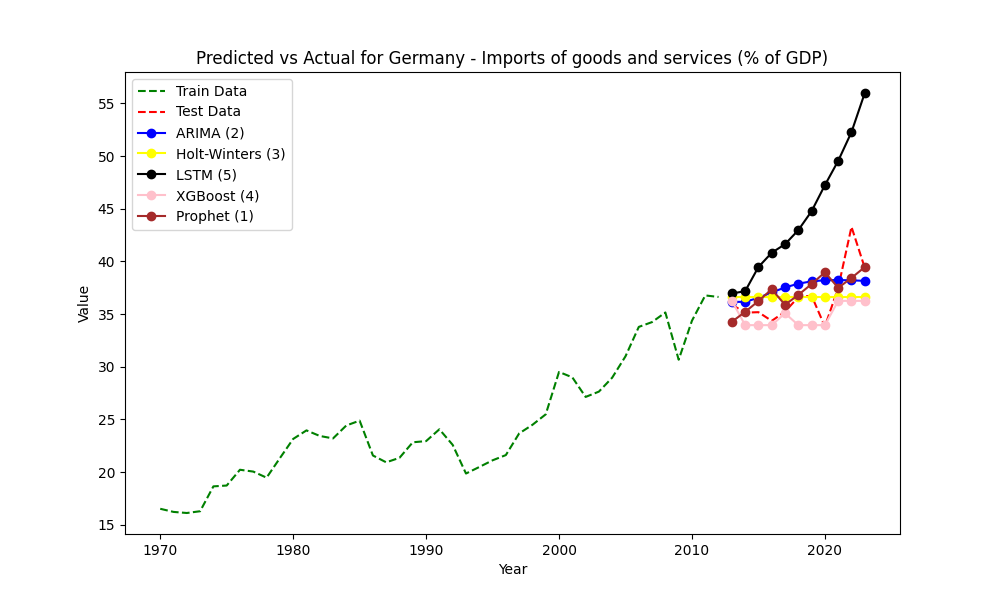 Predicted vs Actual for Germany - Imports of goods and services (% of GDP)
Train Data
Test Data
ARIMA (2)
Holt-Winters (3)
LSTM (5)
XGBoost (4)
Prophet (1)
Value
55
50
45
40
35
30
25
20
15
1970
1980
1990
2000
2010
2020
Year